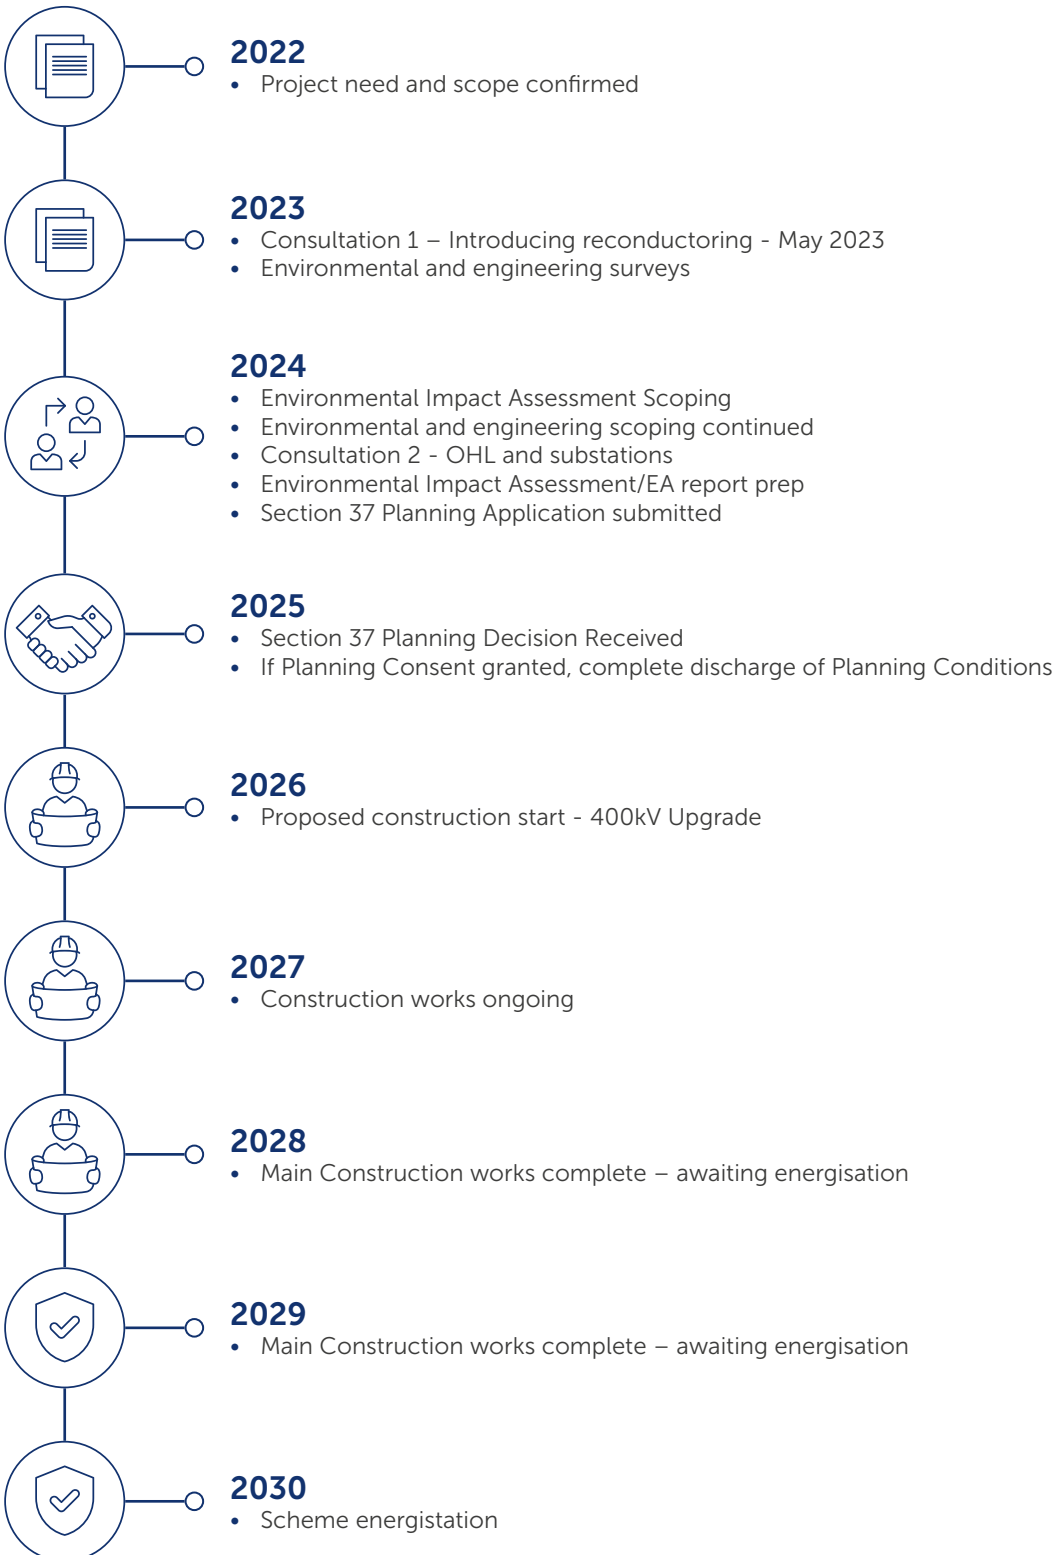 2022
• Project need and scope confirmed
2023
• Consultation 1 – Introducing reconductoring - May 2023
• Environmental and engineering surveys
2024
• Environmental Impact Assessment Scoping
• Environmental and engineering scoping continued
• Consultation 2 - OHL and substations
• Environmental Impact Assessment/EA report prep
• Section 37 Planning Application submitted
2025
• Section 37 Planning Decision Received
• If Planning Consent granted, complete discharge of Planning Conditions
2026
• Proposed construction start - 400kV Upgrade
2027
• Construction works ongoing
2028
• Main Construction works complete – awaiting energisation
2029
• Main Construction works complete – awaiting energisation
2030
• Scheme energistation